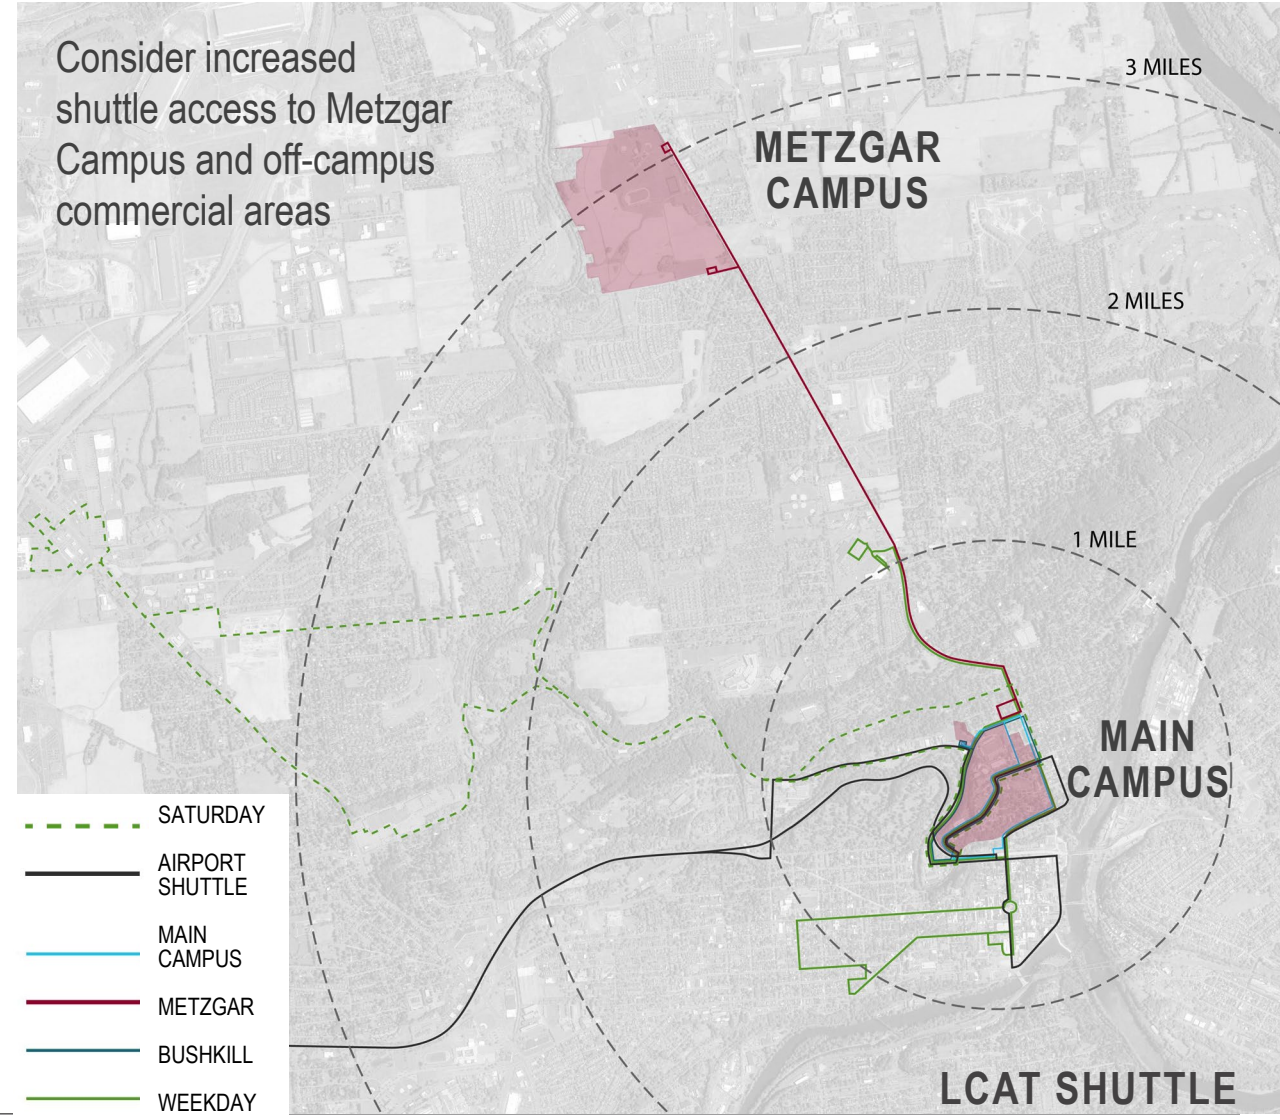 Consider increased
shuttle access to Metzgar
Campus and off-campus
commercial areas
3 MILES
METZGAR
CAMPUS
2 MILES
1 MILE
MAIN
CAMPUS
SATURDAY
AIRPORT
SHUTTLE
MAIN
CAMPUS
METZGAR
BUSHKILL
WEEKDAY
LCAT SHUTTLE